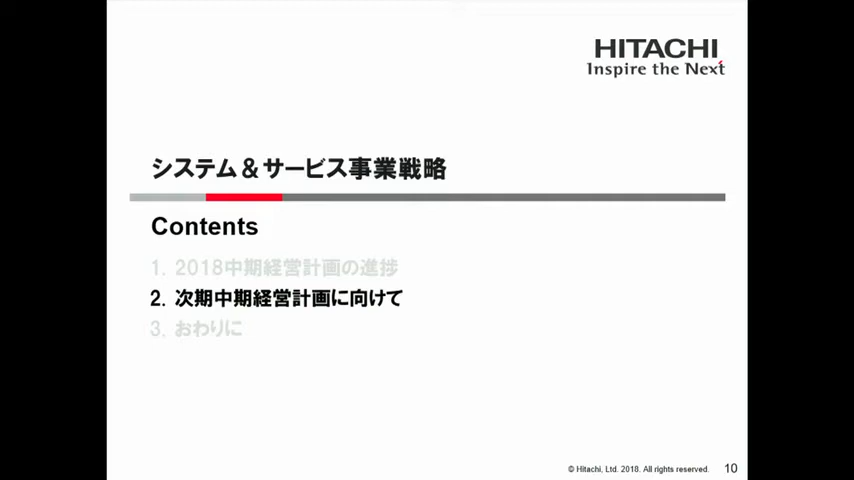 HITACHI
Inspire the Next
システム＆サービス事業戦略
Contents
1. 2018中期経営計画の進捗
2. 次期中期経営計画に向けて
3. おわりに
© Hitachi, Ltd. 2018. All rights reserved. 10